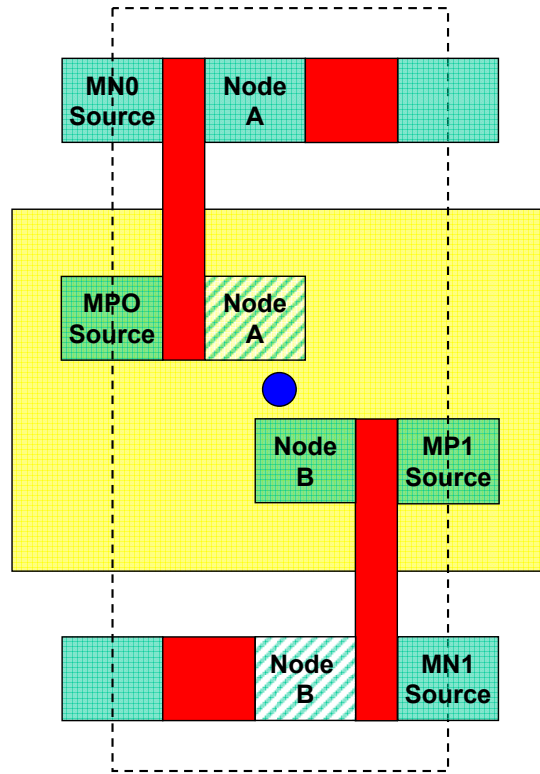 MN0
Source
Node
A
MPO
Source
Node
A
Node
B
MP1
Source
Node
B
MN1
Source